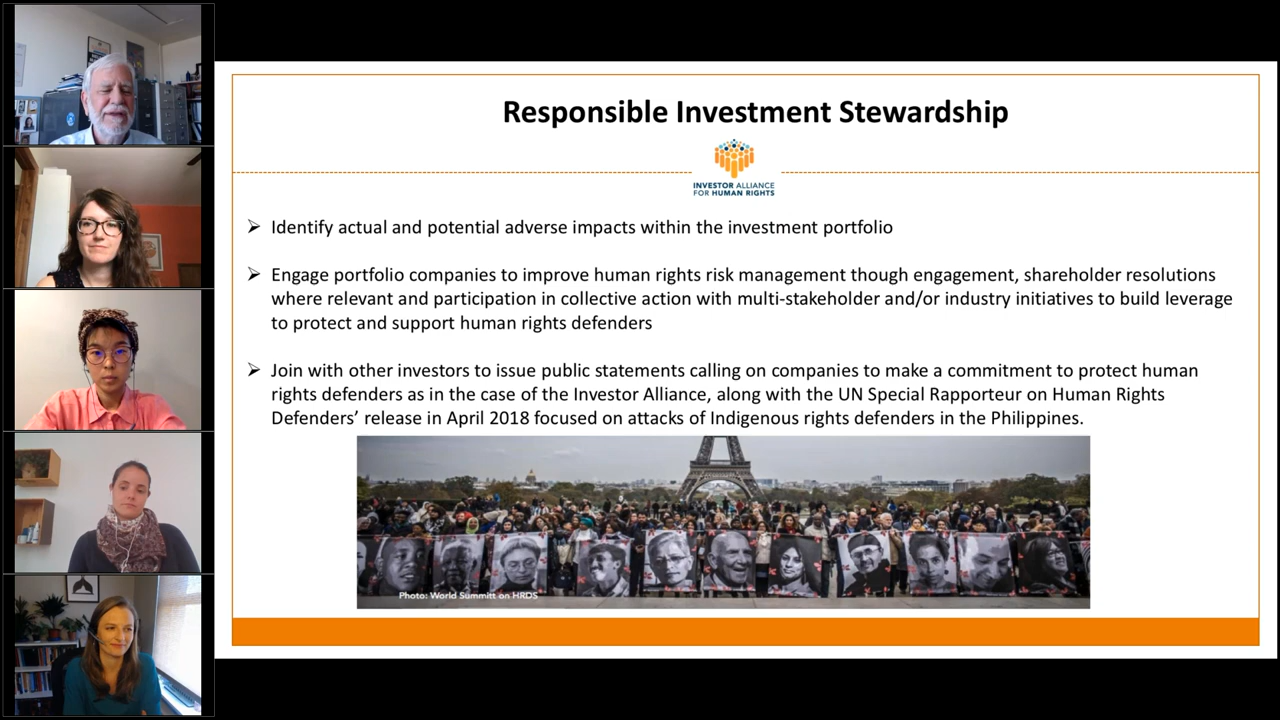 Responsible Investment Stewardship
INVESTOR ALLIANCE
FOR HUMAN RIGHTS
Identify actual and potential adverse impacts within the investment portfolio
Engage portfolio companies to improve human rights risk management though engagement, shareholder resolutions
where relevant and participation in collective action with multi-stakeholder and/or industry initiatives to build leverage
to protect and support human rights defenders
Join with other investors to issue public statements calling on companies to make a commitment to protect human
rights defenders as in the case of the Investor Alliance, along with the UN Special Rapporteur on Human Rights
Defenders’ release in April 2018 focused on attacks of Indigenous rights defenders in the Philippines.
Photo: World Summitt on HRDS